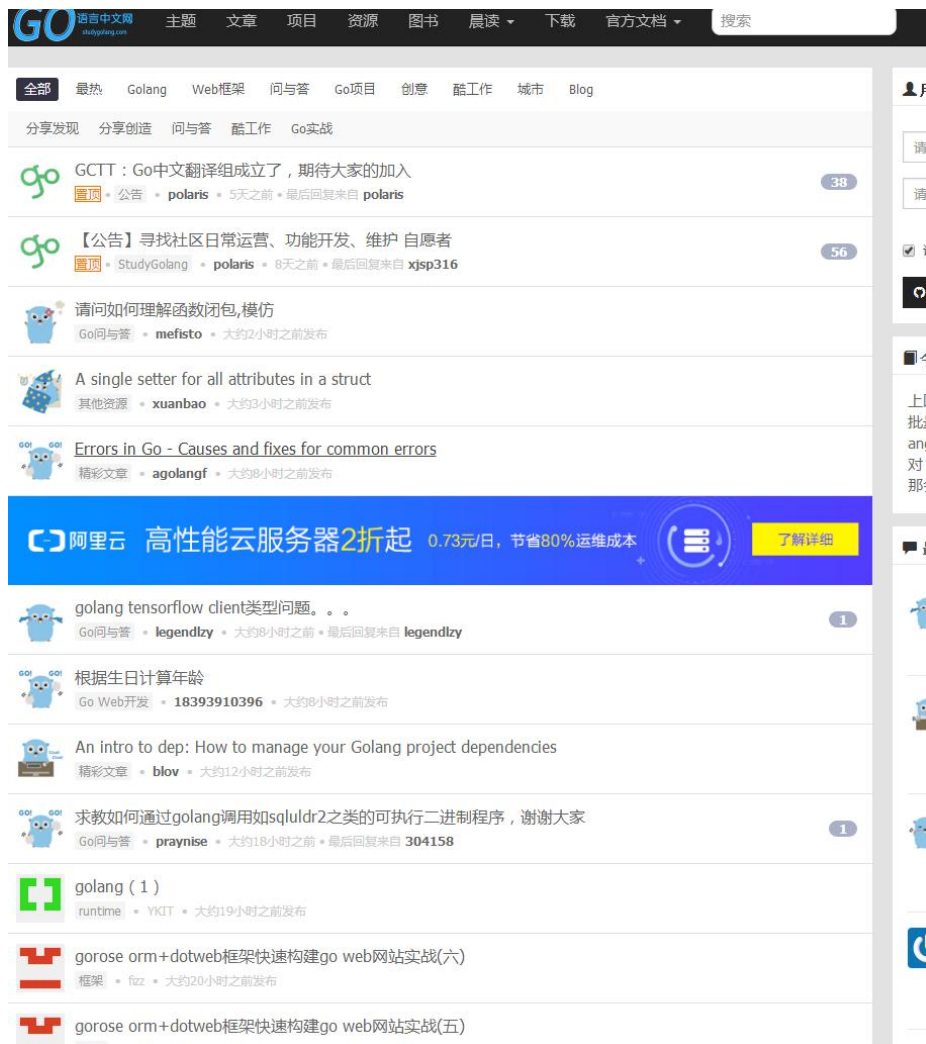 GO 语言中文网
studygolang.com
主题 文章 项目 资源 图书 晨读 下载 官方文档 搜索
全部 最热 Golang Web框架 问与答 Go项目 创意 酷工作 城市 Blog
分享发现 分享创造 问与答 酷工作 Go实战
GCTT：Go中文翻译组成立了，期待大家的加入
置顶 • 公告 • polaris • 5天之前 • 最后回复来自 polaris
38
【公告】寻找社区日常运营、功能开发、维护 自愿者
置顶 • StudyGolang • polaris • 8天之前 • 最后回复来自 xjsp316
56
请问如何理解函数闭包,模仿
Go问与答 • mefisto • 大约2小时之前发布
A single setter for all attributes in a struct
其他资源 • xuanbao • 大约3小时之前发布
Errors in Go - Causes and fixes for common errors
精彩文章 • agolangf • 大约8小时之前发布
阿里云 高性能云服务器2折起 0.73元/日，节省80%运维成本 了解详细
golang tensorflow client类型问题。。。
Go问与答 • legendlzy • 大约8小时之前 • 最后回复来自 legendlzy
1
根据生日计算年龄
Go Web开发 • 18393910396 • 大约8小时之前发布
An intro to dep: How to manage your Golang project dependencies
精彩文章 • blov • 大约12小时之前发布
求教如何通过golang调用如sqluldr2之类的可执行二进制程序，谢谢大家
Go问与答 • praynise • 大约18小时之前 • 最后回复来自 304158
1
golang（1）
runtime • YKIT • 大约19小时之前发布
gorose orm+dotweb框架快速构建go web网站实战(六)
框架 • fizz • 大约20小时之前发布
gorose orm+dotweb框架快速构建go web网站实战(五)
请
请
上
批
ang
对
那